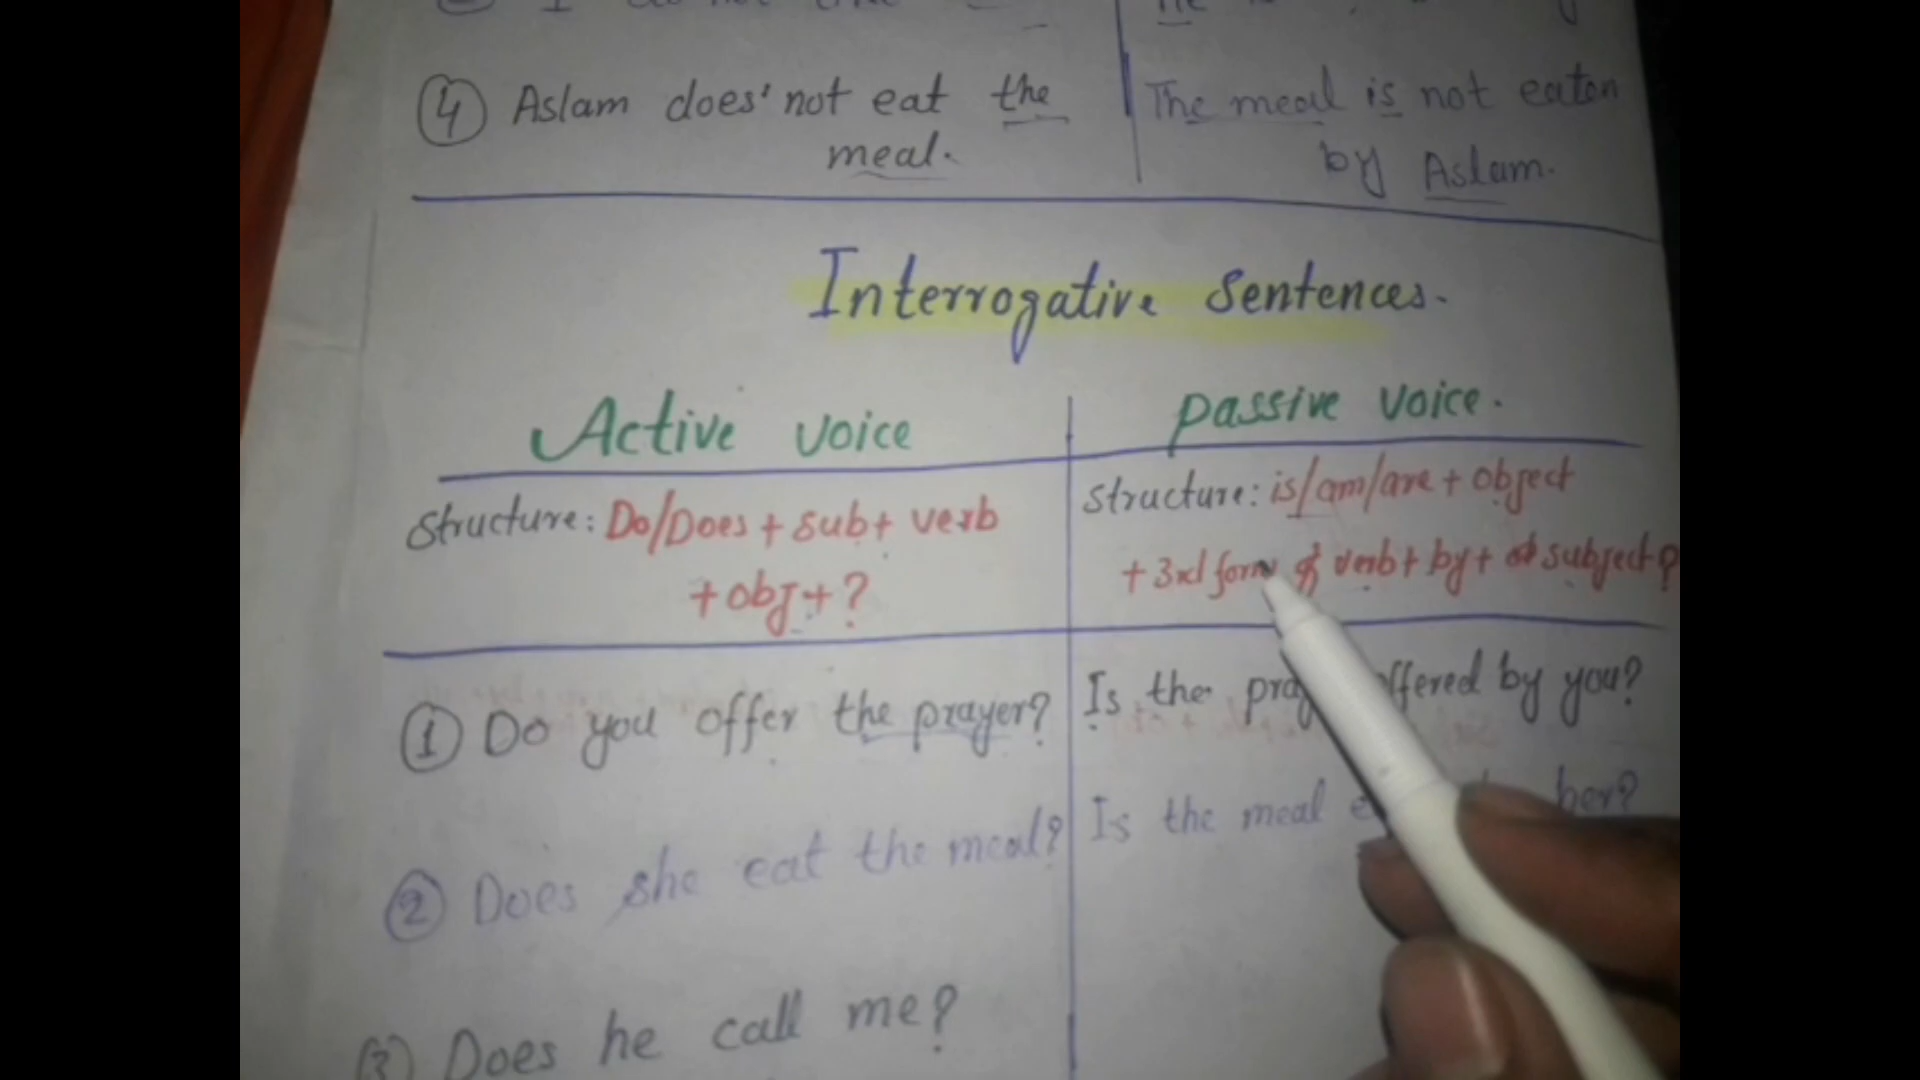 ④ Aslam does' not eat the
meal.
The meal is not eaten
by Aslam.
Interrogative Sentences.
Active voice
passive voice.
Structure: Do/Does + sub + verb
+ obj + ?
Structure: is/am/are + object
+ 3rd form of verb + by + subject?
① Do you offer the prayer?
Is the offered by you?
② Does she eat the meal?
Is the meal her?
③ Does he call me?